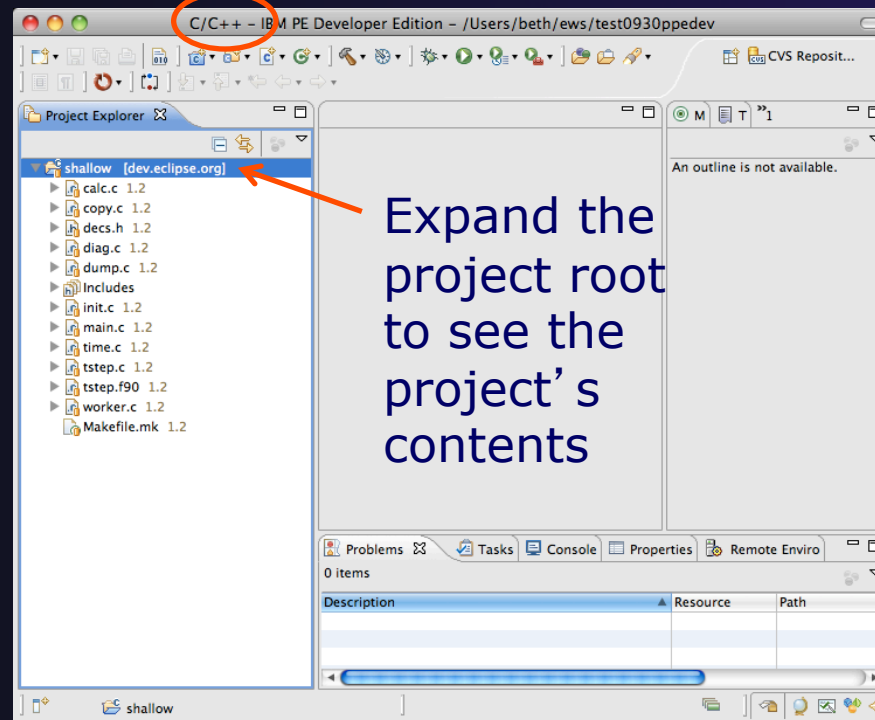 C/C++ – IBM PE Developer Edition – /Users/beth/ews/test0930ppedev
CVS Reposit...
Project Explorer
M T »1
shallow [dev.eclipse.org]
An outline is not available.
calc.c 1.2
copy.c 1.2
decs.h 1.2
diag.c 1.2
dump.c 1.2
Includes
init.c 1.2
main.c 1.2
time.c 1.2
tstep.c 1.2
tstep.f90 1.2
worker.c 1.2
Makefile.mk 1.2
Expand the
project root
to see the
project’s
contents
Problems Tasks Console Properties Remote Enviro
0 items
Description Resource Path
shallow